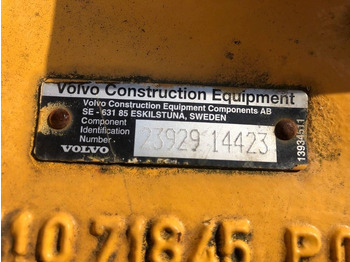 Volvo Construction Equipment
Volvo Construction Equipment Components AB
SE - 631 85 ESKILSTUNA, SWEDEN
Component
Identification
Number
23929 14423
VOLVO
13934511